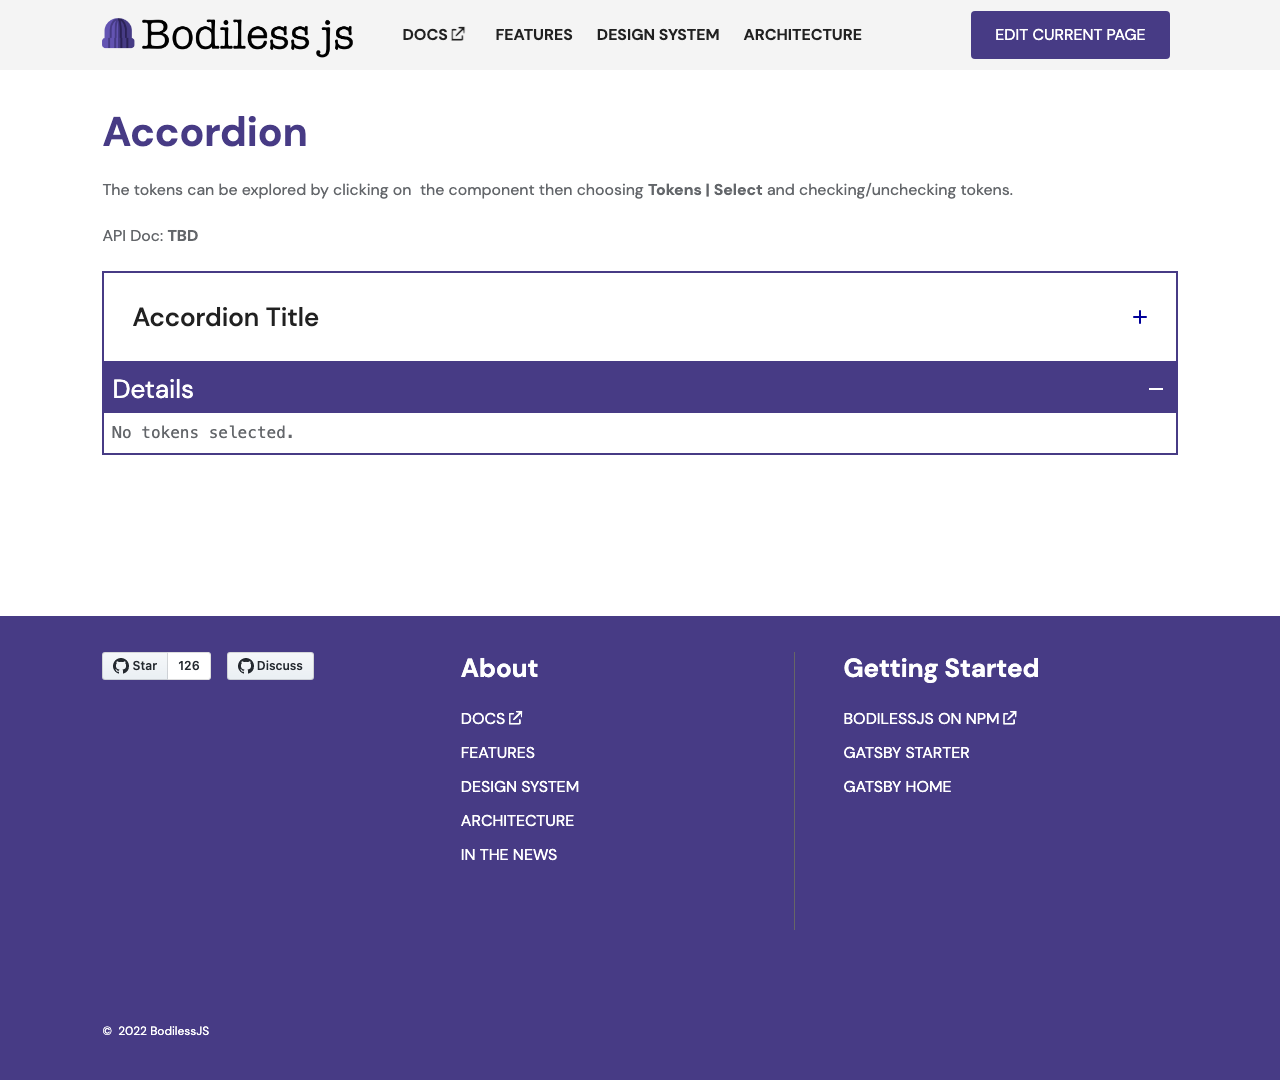 Bodiless js
DOCS
FEATURES
DESIGN SYSTEM
ARCHITECTURE
EDIT CURRENT PAGE
Accordion
The tokens can be explored by clicking on  the component then choosing Tokens | Select and checking/unchecking tokens.
API Doc: TBD
Accordion Title
Details
No tokens selected.
Star 126
Discuss
About
DOCS
FEATURES
DESIGN SYSTEM
ARCHITECTURE
IN THE NEWS
Getting Started
BODILESSJS ON NPM
GATSBY STARTER
GATSBY HOME
© 2022 BodilessJS